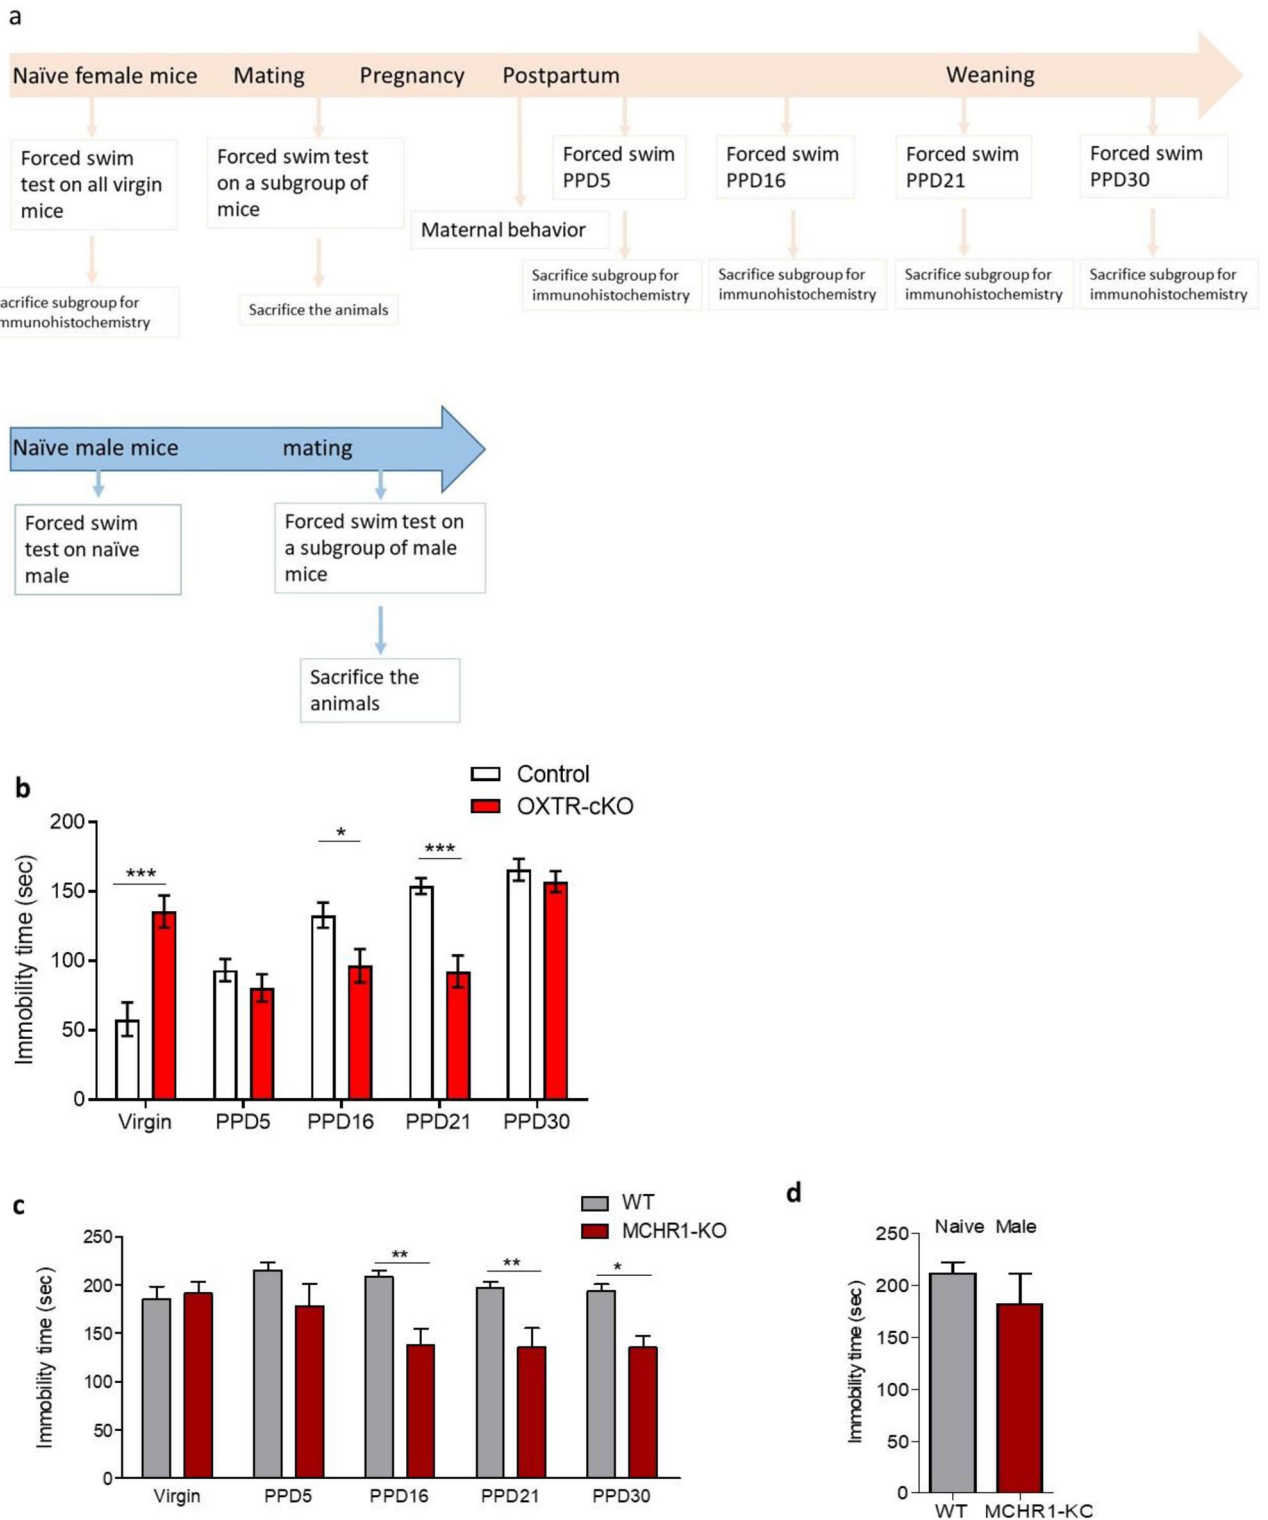 a
Naïve female mice Mating Pregnancy Postpartum Weaning
Forced swim
test on all virgin
mice
Forced swim test
on a subgroup of
mice
Maternal behavior
Forced swim
PPD5
Forced swim
PPD16
Forced swim
PPD21
Forced swim
PPD30
acrifice subgroup for
mmunohistochemistry
Sacrifice the animals
Sacrifice subgroup for
immunohistochemistry
Sacrifice subgroup for
immunohistochemistry
Sacrifice subgroup for
immunohistochemistry
Sacrifice subgroup for
immunohistochemistry
Naïve male mice mating
Forced swim
test on naïve
male
Forced swim test on
a subgroup of male
mice
Sacrifice the
animals
b
Control
OXTR-cKO
Immobility time (sec)
200
150
100
50
0
***
*
***
Virgin PPD5 PPD16 PPD21 PPD30
c
WT
MCHR1-KO
Immobility time (sec)
250
200
150
100
50
0
**
**
*
Virgin PPD5 PPD16 PPD21 PPD30
d
Naive Male
Immobility time (sec)
250
200
150
100
50
0
WT MCHR1-KC